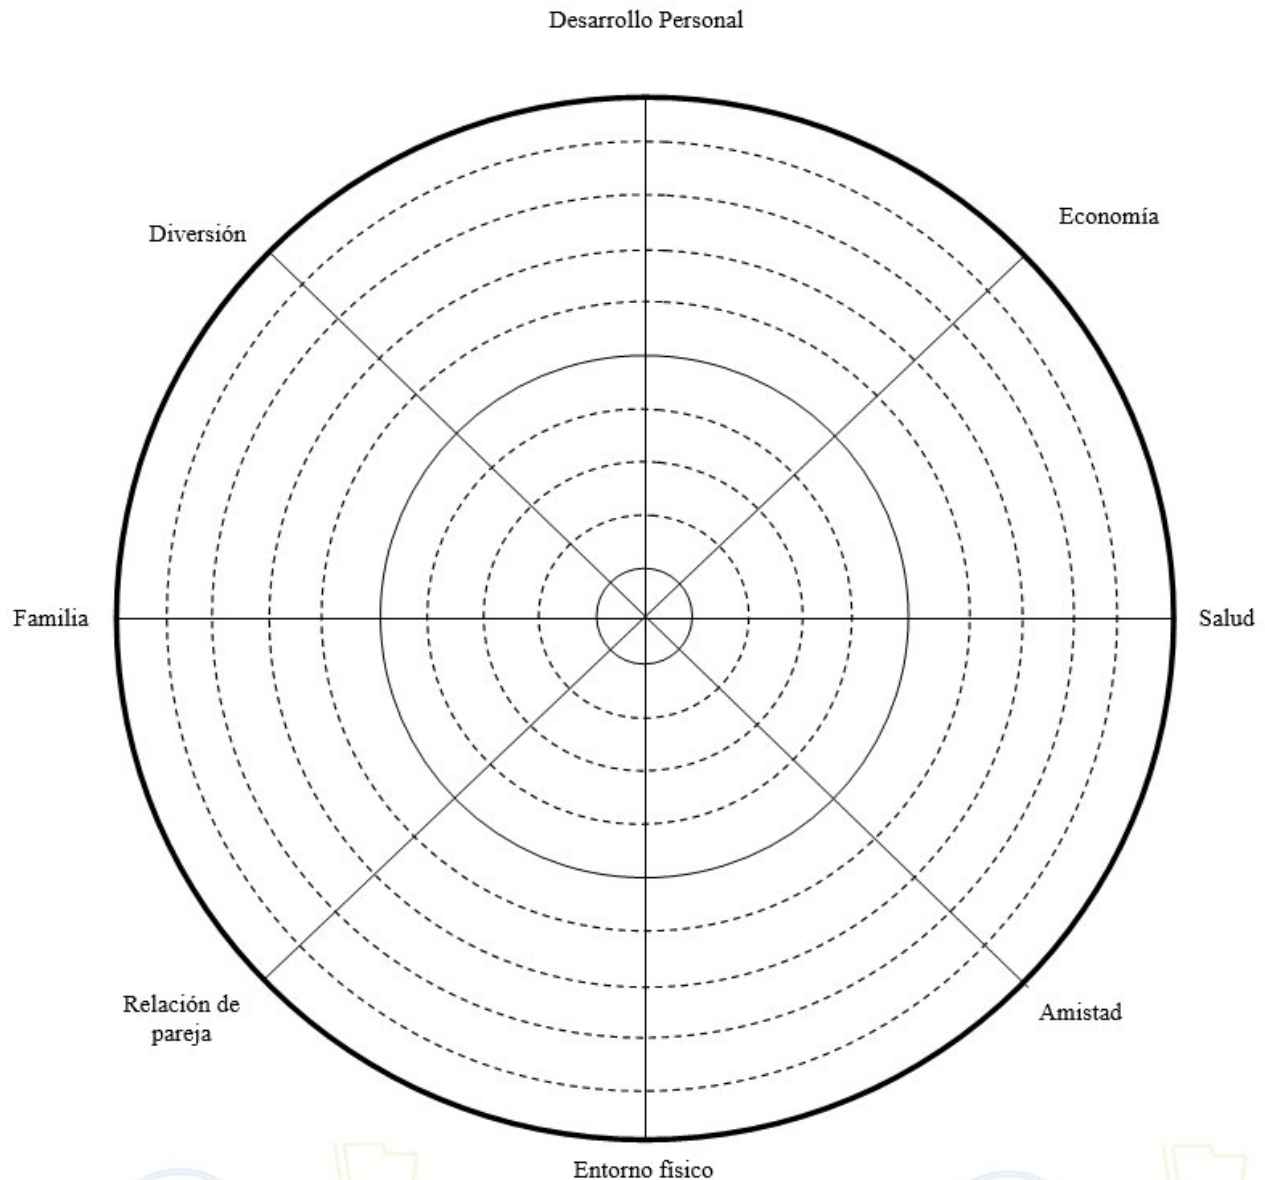 Desarrollo Personal
Economía
Diversión
Familia
Salud
Relación de
pareja
Amistad
Entorno físico